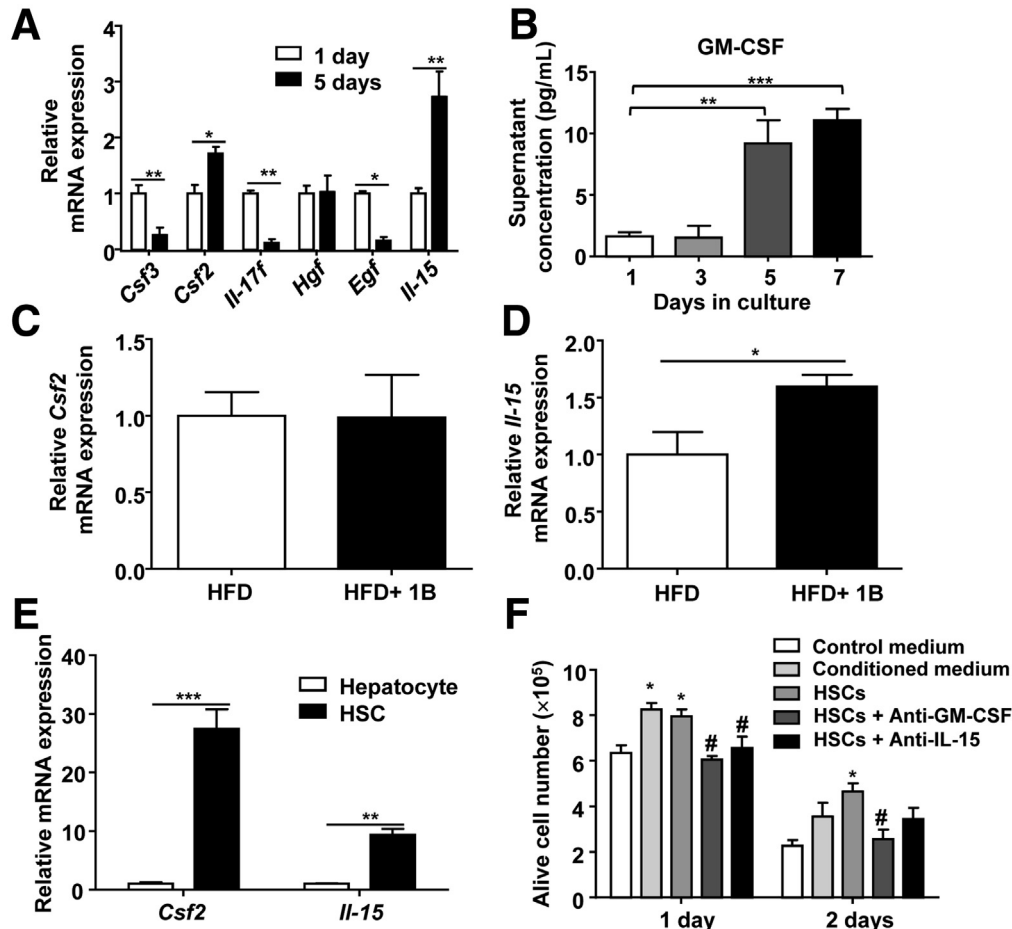 A
Relative
mRNA expression
4
3
2
1
0
1 day
5 days
**
*
**
*
**
Csf3
Csf2
Il-17f
Hgf
Egf
Il-15
B
GM-CSF
Supernatant
concentration (pg/mL)
15
10
5
0
***
**
1
3
5
7
Days in culture
C
Relative Csf2
mRNA expression
1.5
1.0
0.5
0.0
HFD
HFD+ 1B
D
Relative Il-15
mRNA expression
2.0
1.5
1.0
0.5
0.0
*
HFD
HFD+ 1B
E
Relative mRNA expression
40
30
20
10
0
***
**
Hepatocyte
HSC
Csf2
Il-15
F
Alive cell number (×10⁵)
10
8
6
4
2
0
Control medium
Conditioned medium
HSCs
HSCs + Anti-GM-CSF
HSCs + Anti-IL-15
*
*
#
#
*
#
1 day
2 days